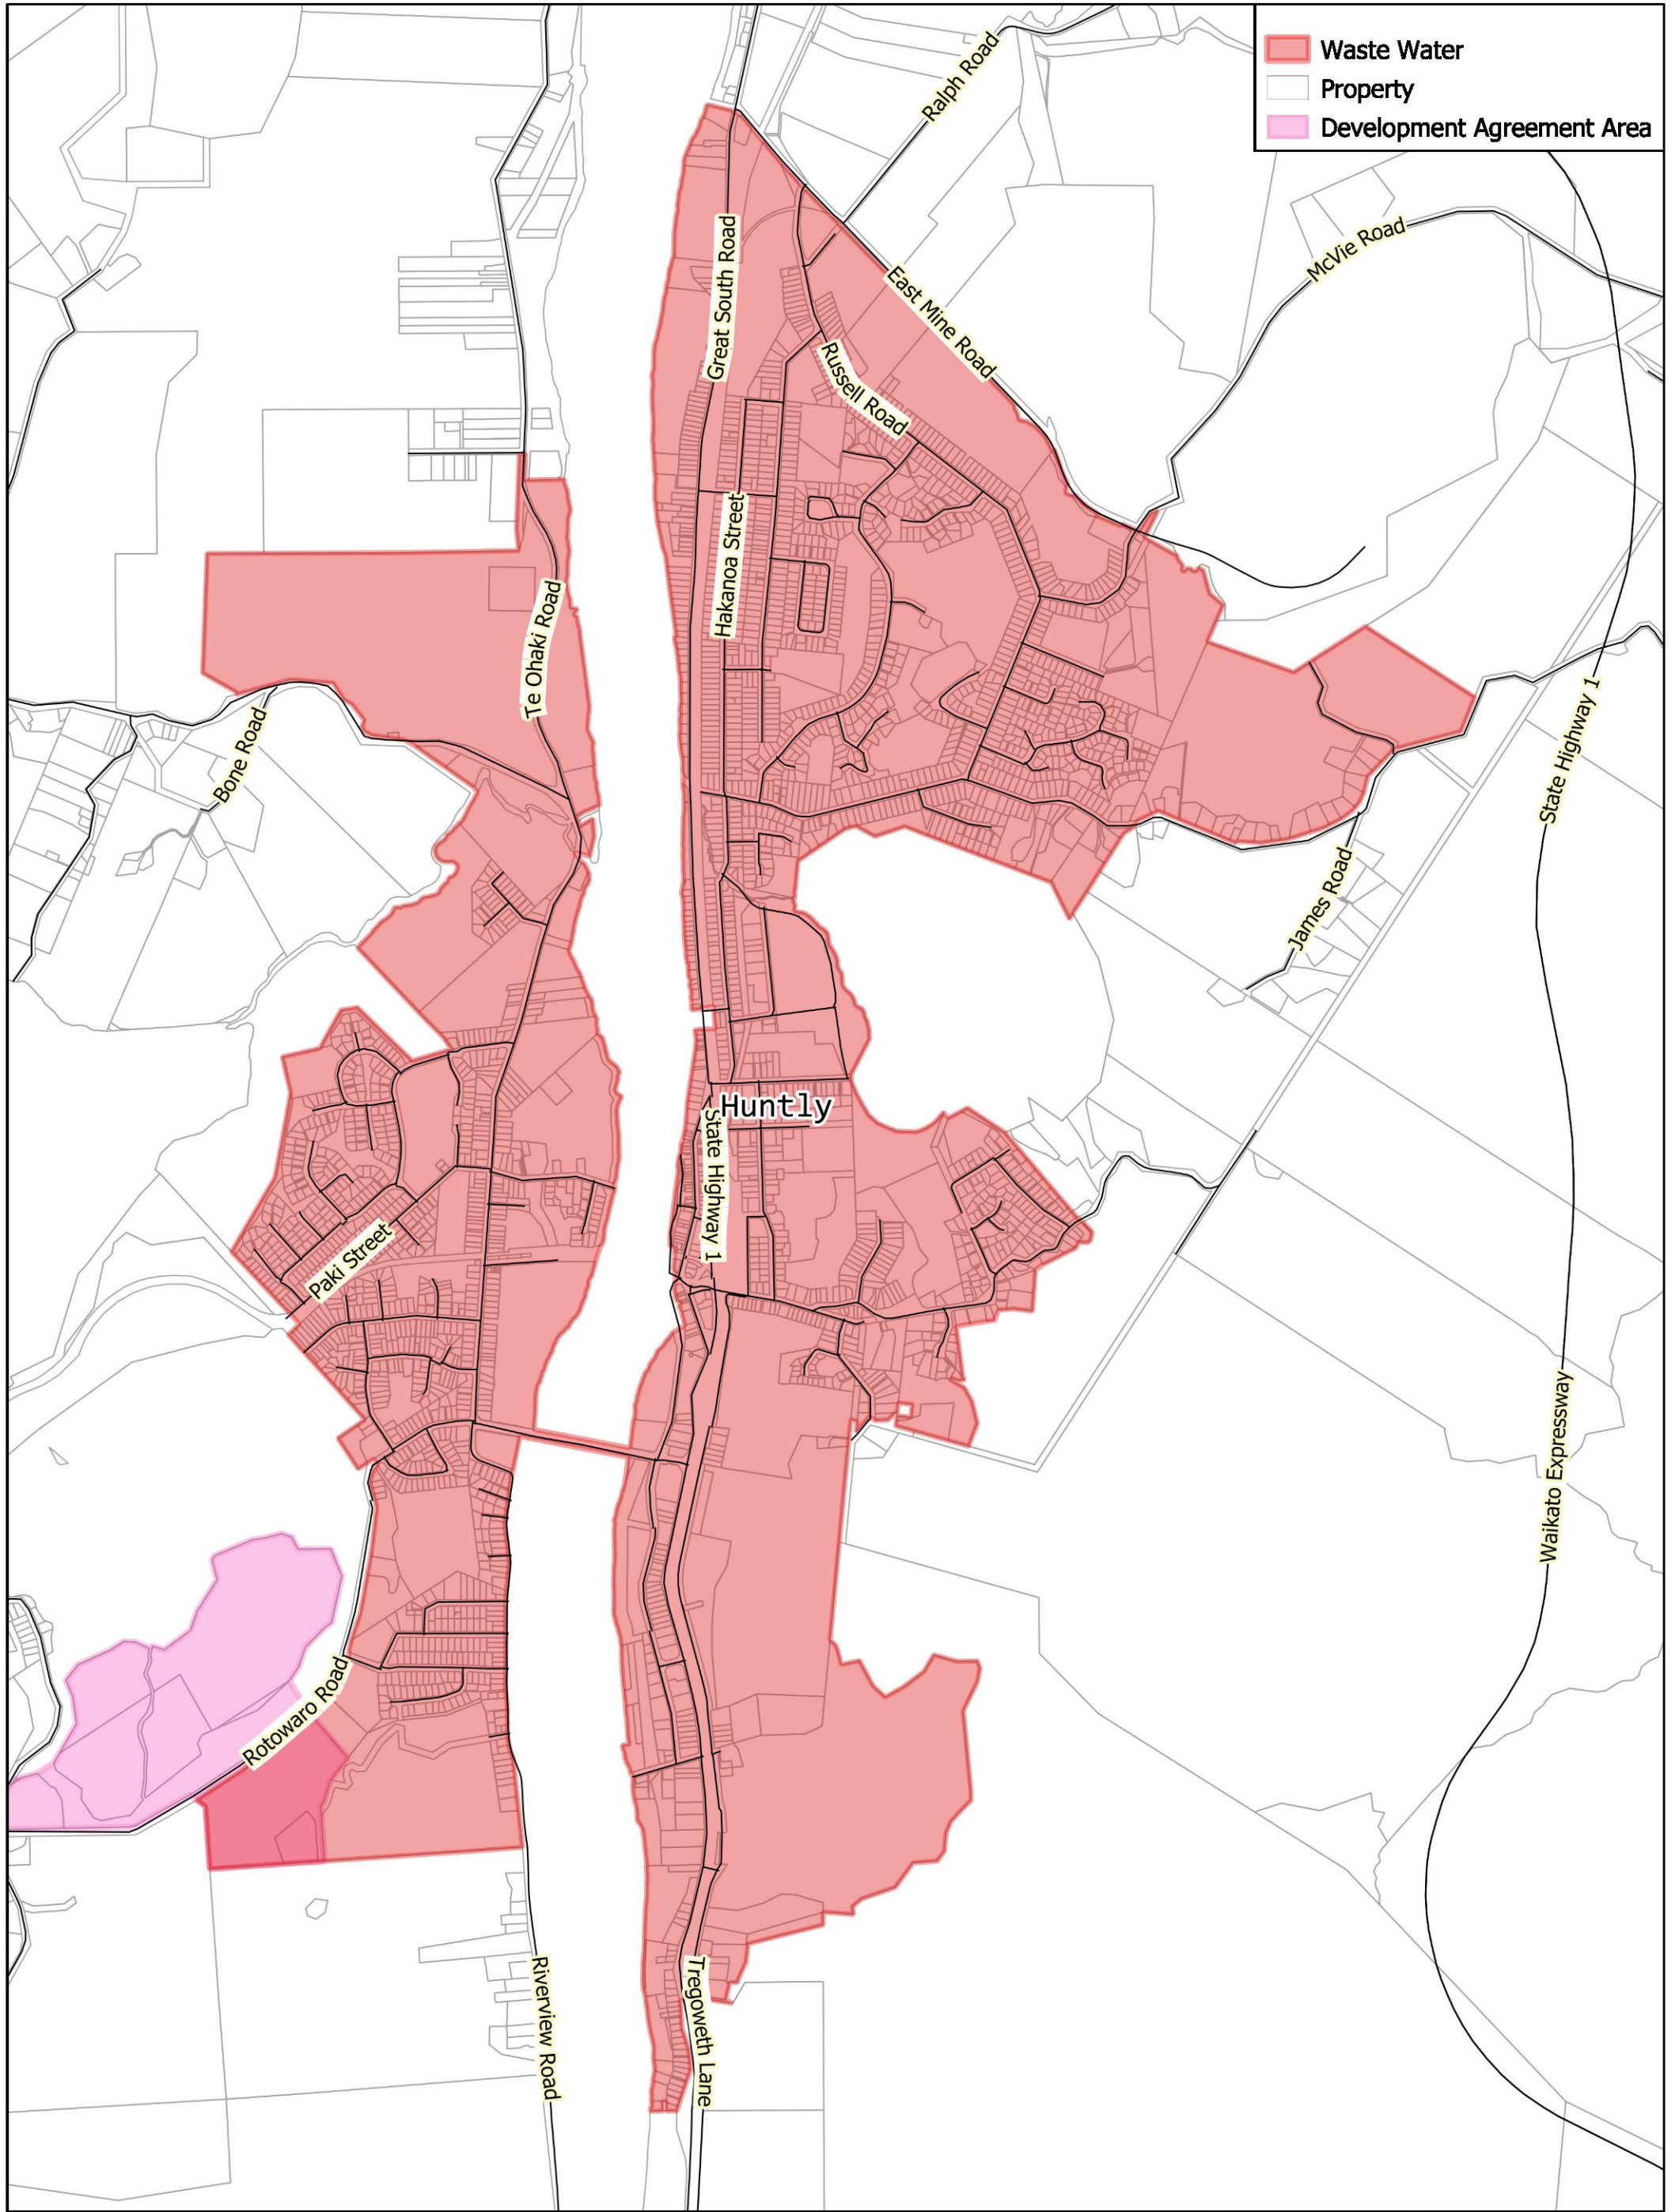 Waste Water
Property
Development Agreement Area
Ralph Road
McVie Road
Great South Road
East Mine Road
Russell Road
Hakanoa Street
Te Ohaki Road
Bone Road
State Highway 1
James Road
Huntly
State Highway 1
Paki Street
Waikato Expressway
Rotowaro Road
Riverview Road
Tregoweth Lane